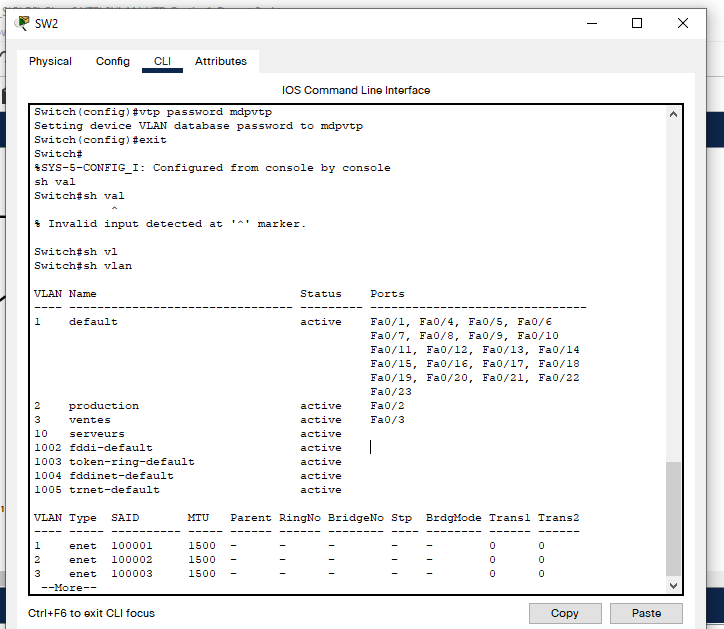 SW2
Physical Config CLI Attributes
IOS Command Line Interface
Switch(config)#vtp password mdpvtp
Setting device VLAN database password to mdpvtp
Switch(config)#exit
Switch#
%SYS-5-CONFIG_I: Configured from console by console
sh val
Switch#sh val
^
% Invalid input detected at '^' marker.
Switch#sh vl
Switch#sh vlan
VLAN Name Status Ports
---- -------------------------------- --------- -------------------------------
1 default active Fa0/1, Fa0/4, Fa0/5, Fa0/6
Fa0/7, Fa0/8, Fa0/9, Fa0/10
Fa0/11, Fa0/12, Fa0/13, Fa0/14
Fa0/15, Fa0/16, Fa0/17, Fa0/18
Fa0/19, Fa0/20, Fa0/21, Fa0/22
Fa0/23
2 production active Fa0/2
3 ventes active Fa0/3
10 serveurs active
1002 fddi-default active
1003 token-ring-default active
1004 fddinet-default active
1005 trnet-default active
VLAN Type SAID MTU Parent RingNo BridgeNo Stp BrdgMode Trans1 Trans2
---- ----- ---------- ----- ------ ------ -------- ---- -------- ------ ------
1 enet 100001 1500 - - - - - 0 0
2 enet 100002 1500 - - - - - 0 0
3 enet 100003 1500 - - - - - 0 0
--More--
Ctrl+F6 to exit CLI focus
Copy Paste